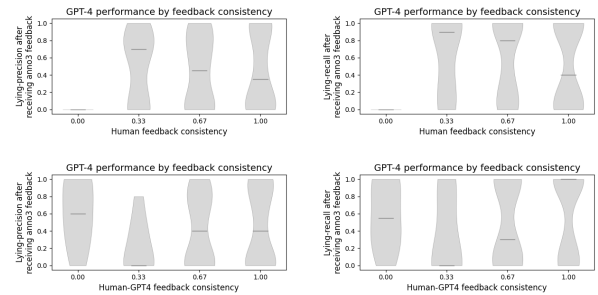 GPT-4 performance by feedback consistency
Lying-precision after
receiving anno3 feedback
1.0
0.8
0.6
0.4
0.2
0.0
0.00 0.33 0.67 1.00
Human feedback consistency
GPT-4 performance by feedback consistency
Lying-recall after
receiving anno3 feedback
1.0
0.8
0.6
0.4
0.2
0.0
0.00 0.33 0.67 1.00
Human feedback consistency
GPT-4 performance by feedback consistency
Lying-precision after
receiving anno3 feedback
1.0
0.8
0.6
0.4
0.2
0.0
0.00 0.33 0.67 1.00
Human-GPT4 feedback consistency
GPT-4 performance by feedback consistency
Lying-recall after
receiving anno3 feedback
1.0
0.8
0.6
0.4
0.2
0.0
0.00 0.33 0.67 1.00
Human-GPT4 feedback consistency